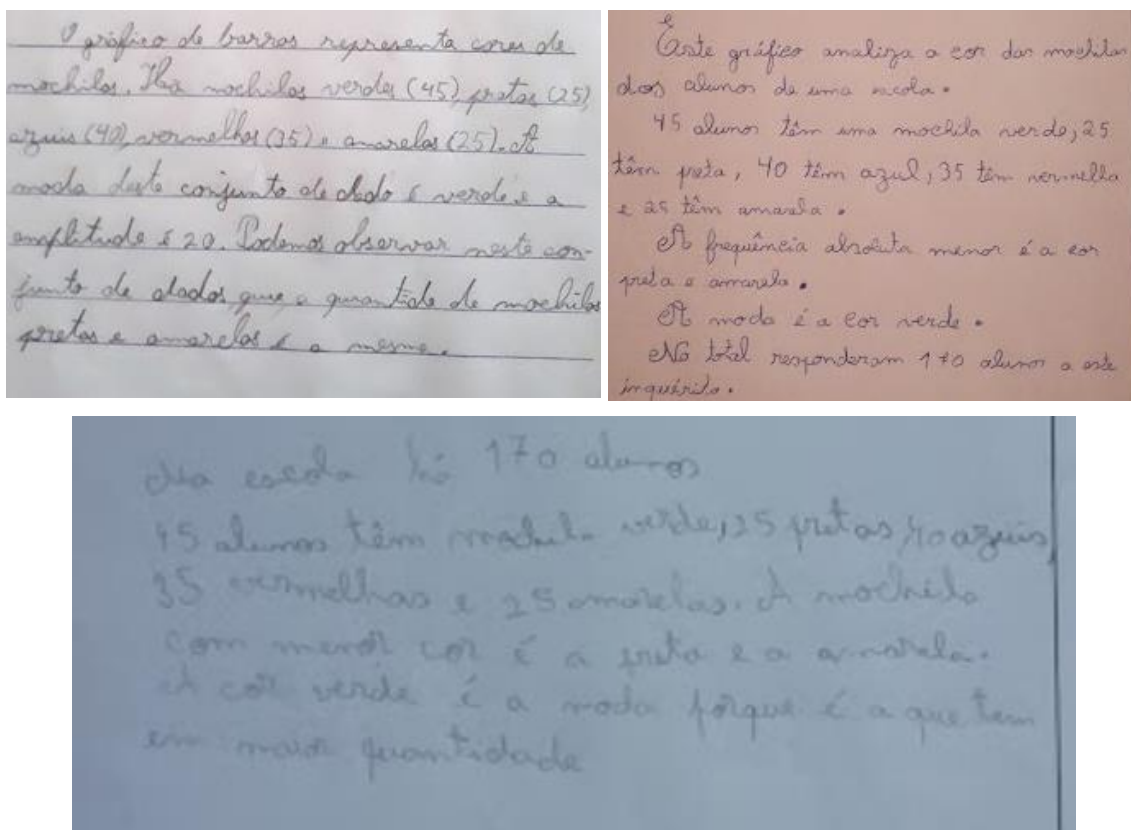 O gráfico de barras representa cores de
mochilas. Há mochilas verdes (45), pretas (25),
azuis (40), vermelhas (35) e amarelas (25). A
moda deste conjunto de dado é verde e a
amplitude é 20. Podemos observar neste con-
junto de dados, que a quantide de mochilas
pretas e amarelas é a mesma.
Este gráfico analiza a cor das mochilas
dos alunos de uma escola.
45 alunos têm uma mochila verde, 25
têm preta, 40 têm azul, 35 têm vermelha
e 25 têm amarela.
A frequência absoluta menor é a cor
preta e amarela.
A moda é a cor verde.
No total responderam 170 alunos a este
inquérito.
Na escola há 170 alunos
45 alunos têm mochila verde, 25 pretas, 40 azuis,
35 vermelhas e 25 amarelas. A mochila
com menor cor é a preta e a amarela.
A cor verde é a moda porque é a que tem
em maior quantidade